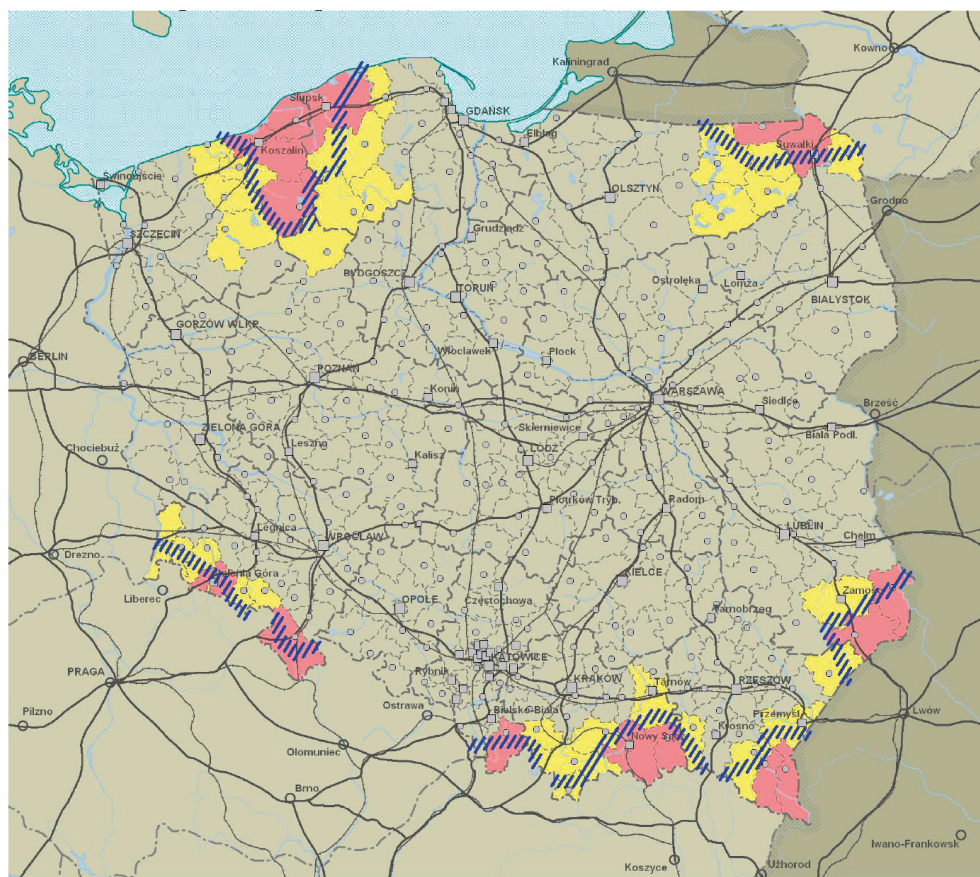 Kowno
Kaliningrad
Słupsk
GDAŃSK
Elbląg
Suwałki
Koszalin
Świnoujście
OLSZTYN
Grodno
SZCZECIN
Grudziądz
BYDGOSZCZ
Ostrołęka
Łomża
TORUŃ
BIAŁYSTOK
GORZÓW WLKP.
BERLIN
Włocławek
Płock
POZNAŃ
Konin
WARSZAWA
Siedlce
Brześć
ZIELONA GÓRA
Skierniewice
Biała Podl.
Chociebuż
Leszno
Kalisz
ŁÓDŹ
Piotrków Tryb.
Radom
Legnica
WROCŁAW
LUBLIN
Chełm
Drezno
Jelenia Góra
KIELCE
Liberec
OPOLE
Częstochowa
Zamość
Tarnobrzeg
PRAGA
KATOWICE
Rybnik
KRAKÓW
Tarnów
RZESZÓW
Pilzno
Ostrawa
Bielsko-Biała
Przemyśl
Lwów
Krosno
Nowy Sącz
Ołomuniec
Brno
Iwano-Frankowsk
Koszyce
Użhorod